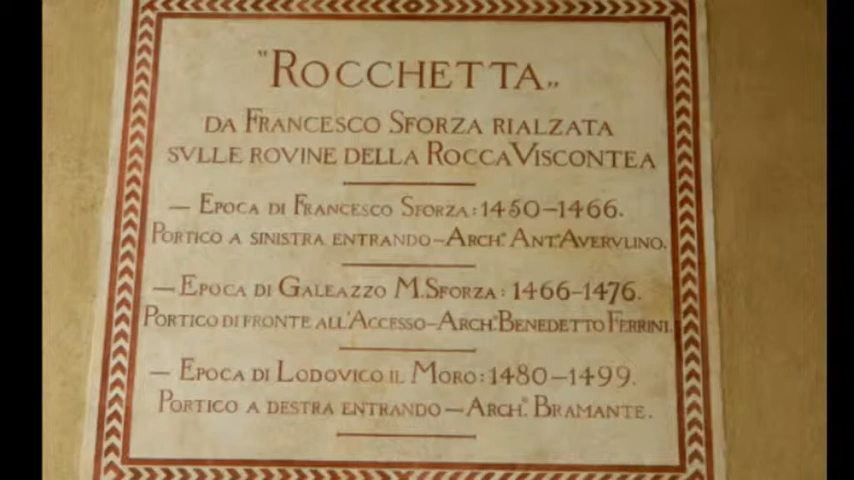 "ROCCHETTA„
DA FRANCESCO SFORZA RIALZATA
SVLLE ROVINE DELLA ROCCA VISCONTEA
— EPOCA DI FRANCESCO SFORZA: 1450–1466.
PORTICO A SINISTRA ENTRANDO – ARCH.º ANT.º AVERVLINO.
— EPOCA DI GALEAZZO M. SFORZA: 1466–1476.
PORTICO DI FRONTE ALL'ACCESSO – ARCH.º BENEDETTO FERRINI.
— EPOCA DI LODOVICO IL MORO: 1480–1499.
PORTICO A DESTRA ENTRANDO – ARCH.º BRAMANTE.